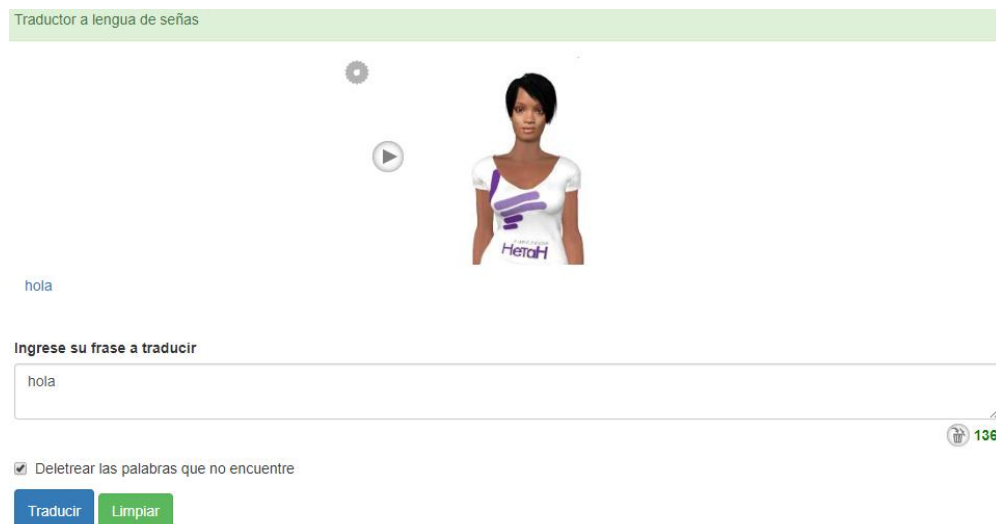 Traductor a lengua de señas
HeTaH
hola
Ingrese su frase a traducir
hola
136
Deletrear las palabras que no encuentre
Traducir Limpiar